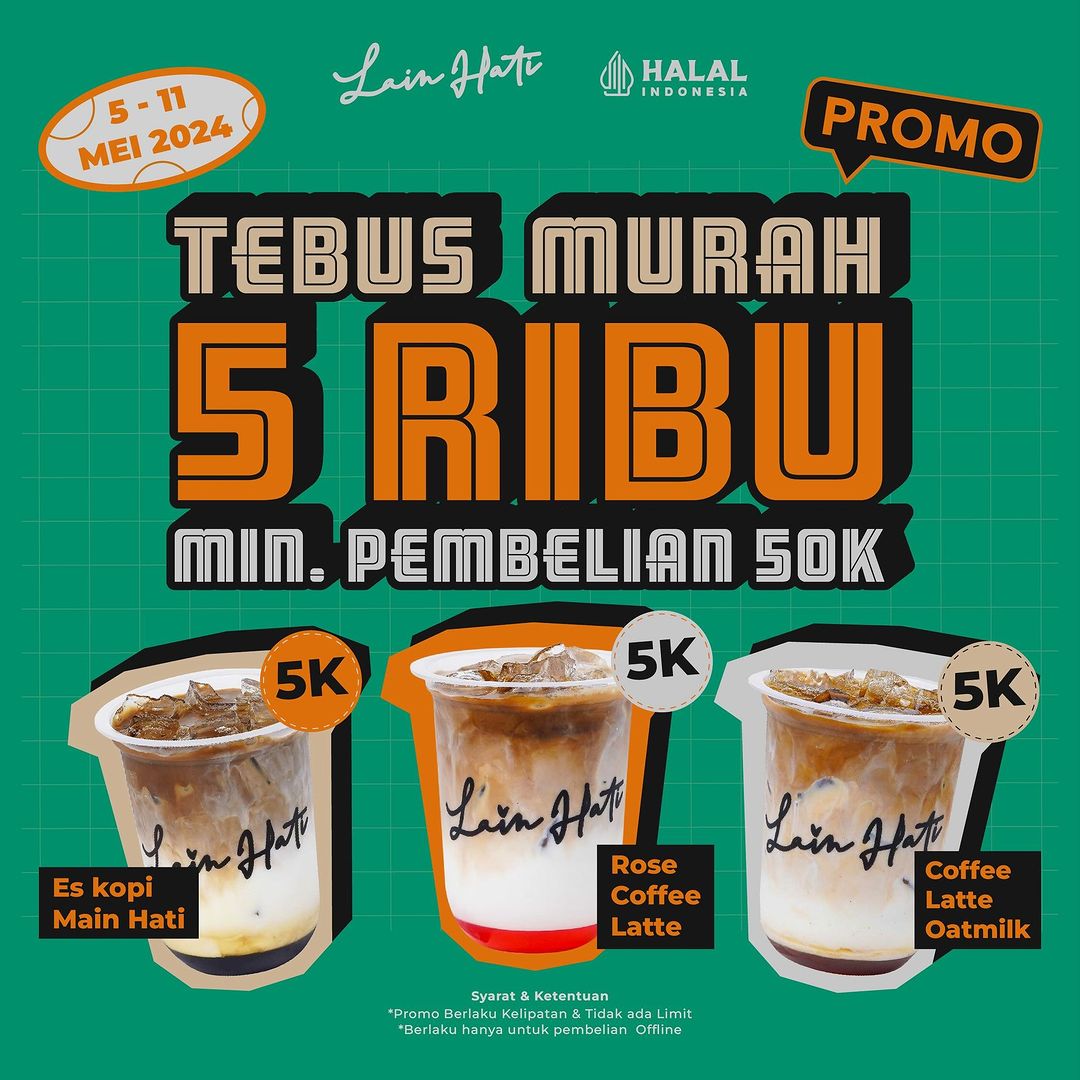 Lain Hati
HALAL
INDONESIA
5 - 11
MEI 2024
PROMO
TEBUS MURAH
5 RIBU
MIN. PEMBELIAN 50K
5K
5K
5K
Lain Hati
Lain Hati
Lain Hati
Es kopi
Main Hati
Rose
Coffee
Latte
Coffee
Latte
Oatmilk
Syarat & Ketentuan
*Promo Berlaku Kelipatan & Tidak ada Limit
*Berlaku hanya untuk pembelian Offline